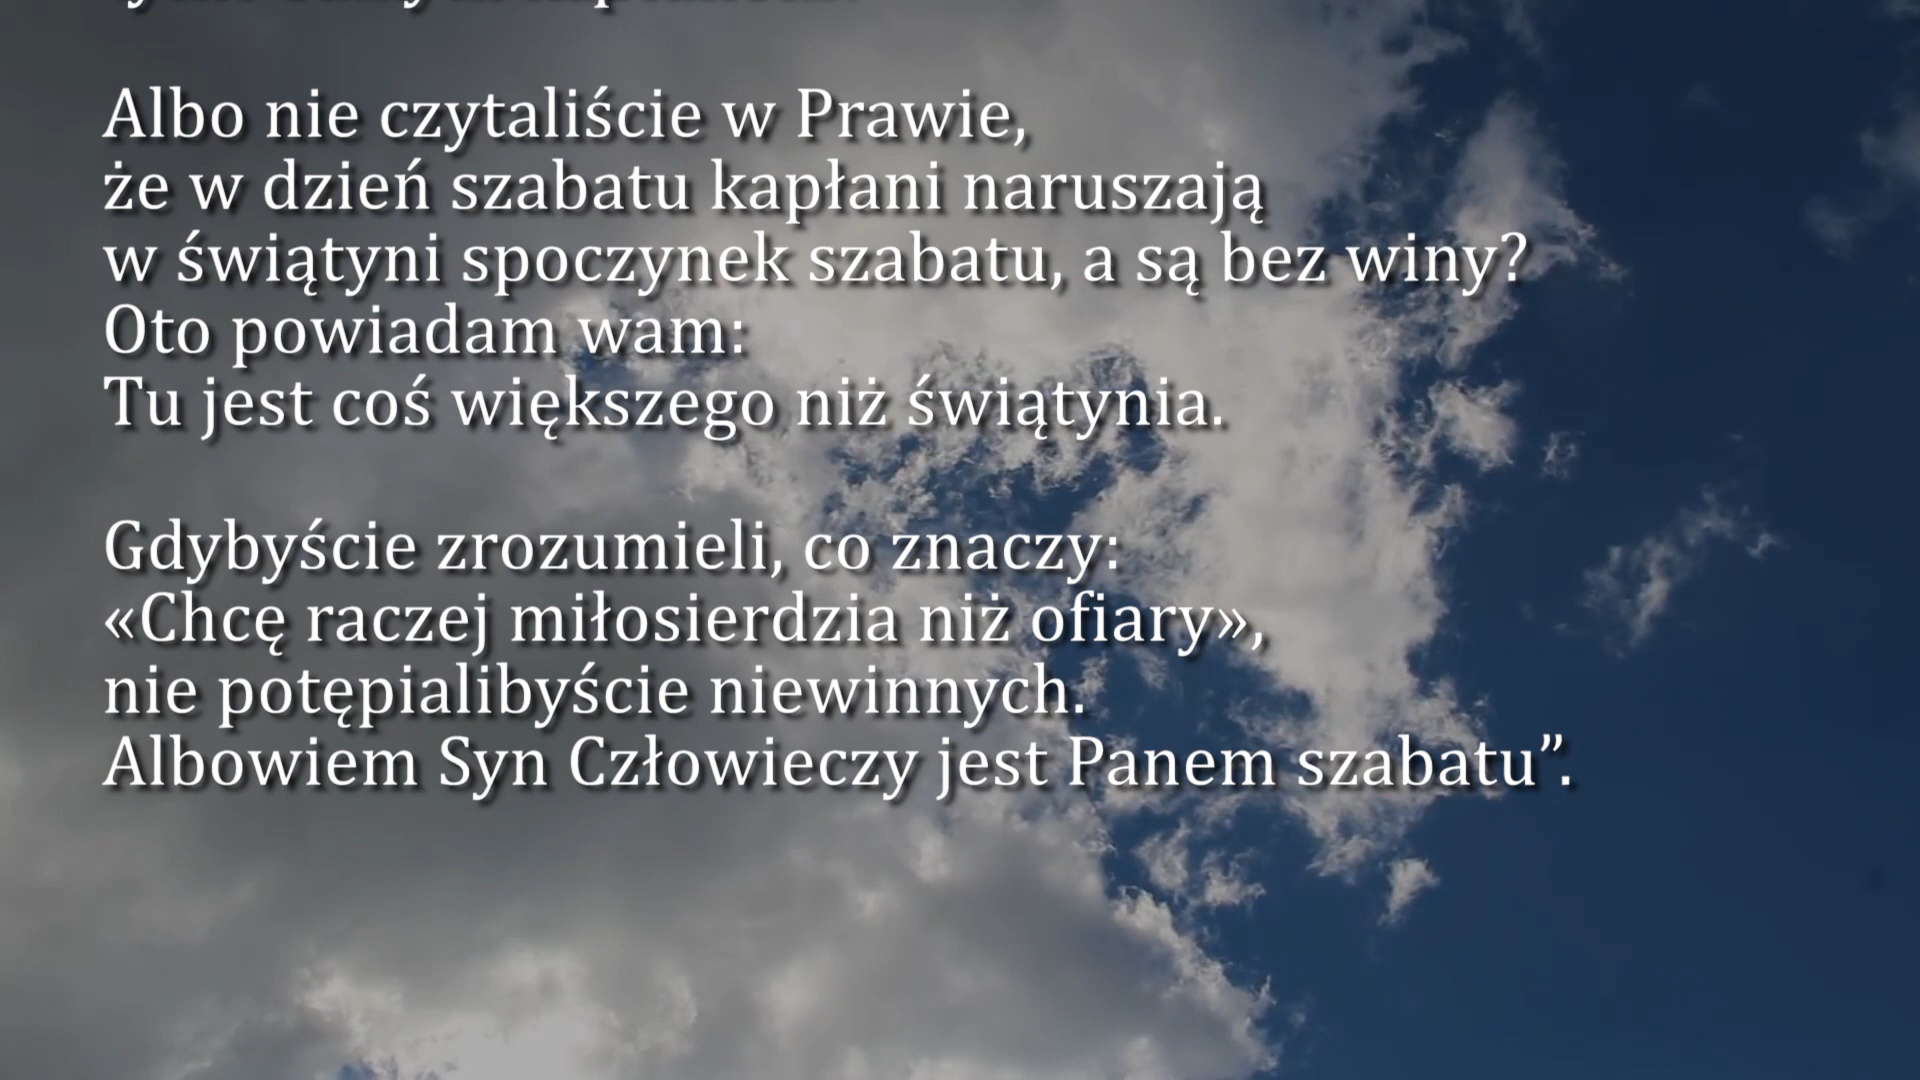 Albo nie czytaliście w Prawie,
że w dzień szabatu kapłani naruszają
w świątyni spoczynek szabatu, a są bez winy?
Oto powiadam wam:
Tu jest coś większego niż świątynia.
Gdybyście zrozumieli, co znaczy:
«Chcę raczej miłosierdzia niż ofiary»,
nie potępialibyście niewinnych.
Albowiem Syn Człowieczy jest Panem szabatu”.